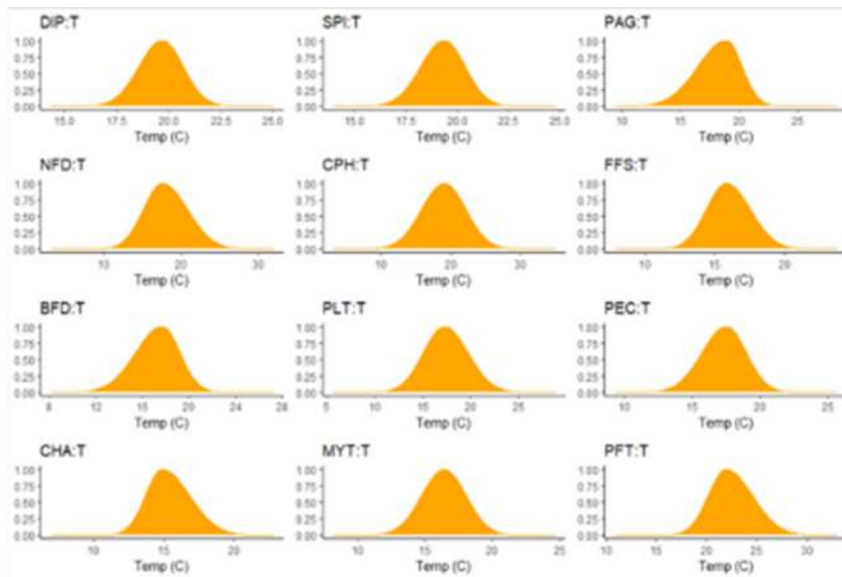 DIP:T SPI:T PAG:T
1.00 1.00 1.00
0.75 0.75 0.75
0.50 0.50 0.50
0.25 0.25 0.25
0.00 0.00 0.00
15.0 17.5 20.0 22.5 25.0 15.0 17.5 20.0 22.5 25.0 10 15 20 25
Temp (C) Temp (C) Temp (C)
NFD:T CPH:T FFS:T
1.00 1.00 1.00
0.75 0.75 0.75
0.50 0.50 0.50
0.25 0.25 0.25
0.00 0.00 0.00
10 20 30 10 20 30 10 15 20
Temp (C) Temp (C) Temp (C)
BFD:T PLT:T PEC:T
1.00 1.00 1.00
0.75 0.75 0.75
0.50 0.50 0.50
0.25 0.25 0.25
0.00 0.00 0.00
8 12 16 20 24 28 5 10 15 20 25 10 15 20 25
Temp (C) Temp (C) Temp (C)
CHA:T MYT:T PFT:T
1.00 1.00 1.00
0.75 0.75 0.75
0.50 0.50 0.50
0.25 0.25 0.25
0.00 0.00 0.00
10 15 20 10 15 20 25 10 15 20 25 30
Temp (C) Temp (C) Temp (C)